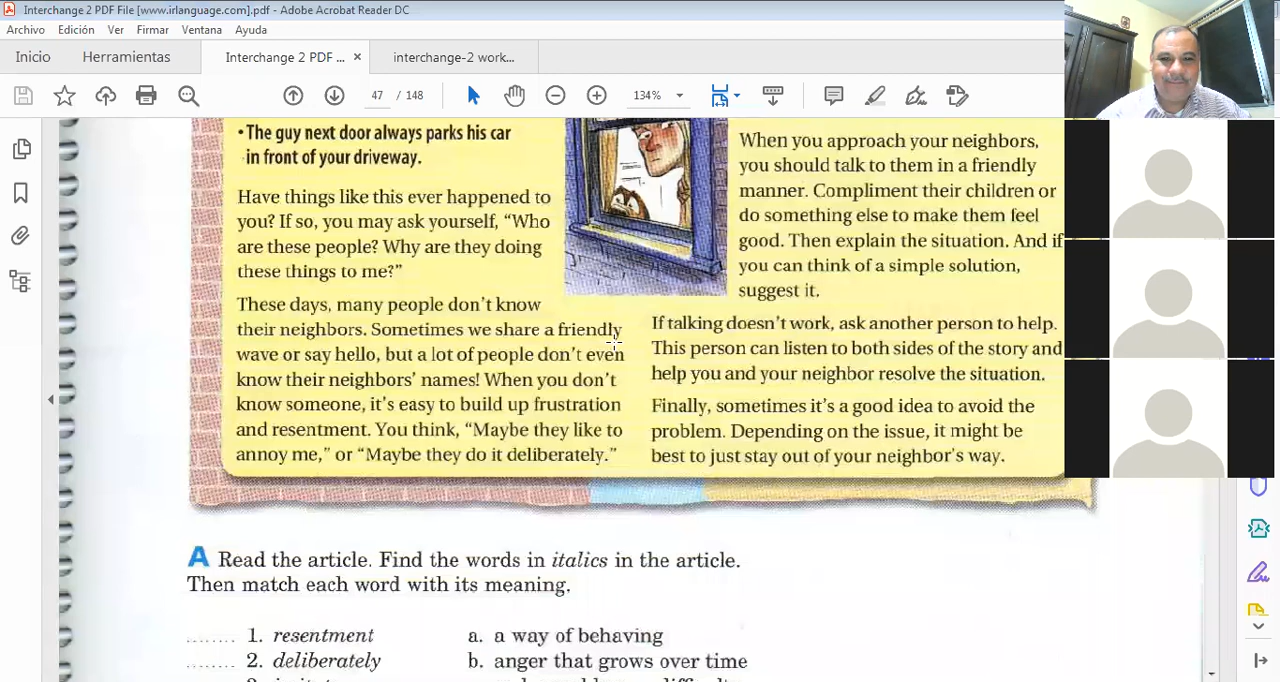 Interchange 2 PDF File [www.irlanguage.com].pdf - Adobe Acrobat Reader DC
Archivo Edición Ver Firmar Ventana Ayuda
Inicio Herramientas Interchange 2 PDF ... × interchange-2 work...
47 / 148 134%
• The guy next door always parks his car
in front of your driveway.
Have things like this ever happened to
you? If so, you may ask yourself, “Who
are these people? Why are they doing
these things to me?”
These days, many people don’t know
their neighbors. Sometimes we share a friendly
wave or say hello, but a lot of people don’t even
know their neighbors’ names! When you don’t
know someone, it’s easy to build up frustration
and resentment. You think, “Maybe they like to
annoy me,” or “Maybe they do it deliberately.”
When you approach your neighbors,
you should talk to them in a friendly
manner. Compliment their children or
do something else to make them feel
good. Then explain the situation. And if
you can think of a simple solution,
suggest it.
If talking doesn’t work, ask another person to help.
This person can listen to both sides of the story and
help you and your neighbor resolve the situation.
Finally, sometimes it’s a good idea to avoid the
problem. Depending on the issue, it might be
best to just stay out of your neighbor’s way.
A Read the article. Find the words in italics in the article.
Then match each word with its meaning.
........ 1. resentment a. a way of behaving
........ 2. deliberately b. anger that grows over time